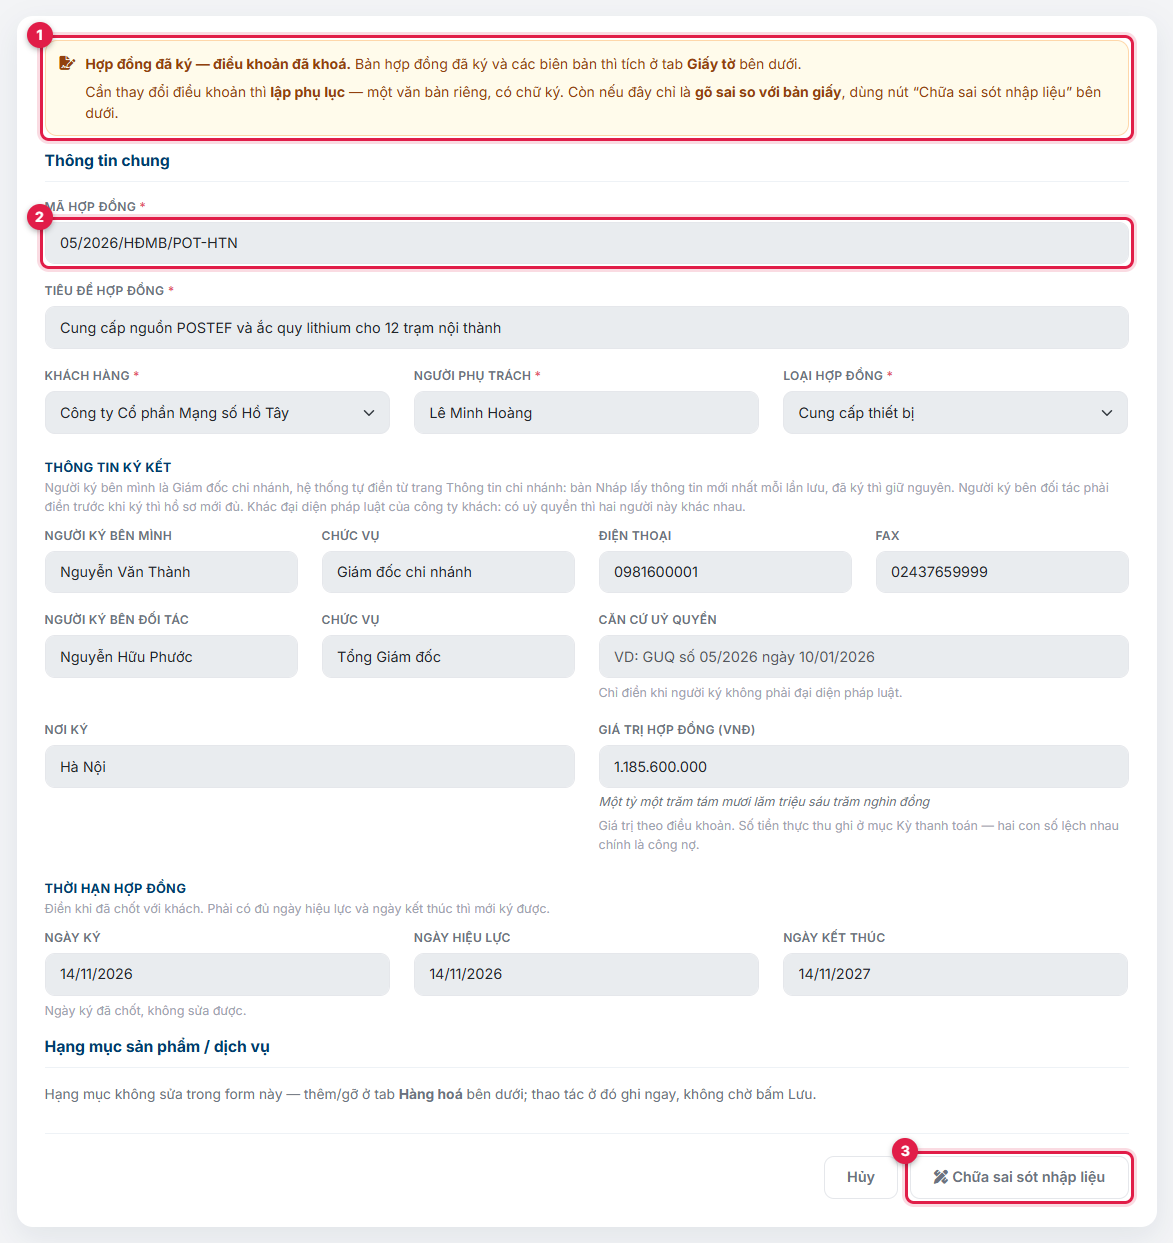 1
Hợp đồng đã ký — điều khoản đã khoá. Bản hợp đồng đã ký và các biên bản thì tích ở tab Giấy tờ bên dưới.
Cần thay đổi điều khoản thì lập phụ lục — một văn bản riêng, có chữ ký. Còn nếu đây chỉ là gõ sai so với bản giấy, dùng nút “Chữa sai sót nhập liệu” bên
dưới.
Thông tin chung
MÃ HỢP ĐỒNG *
2
05/2026/HĐMB/POT-HTN
TIÊU ĐỀ HỢP ĐỒNG *
Cung cấp nguồn POSTEF và ắc quy lithium cho 12 trạm nội thành
KHÁCH HÀNG * NGƯỜI PHỤ TRÁCH * LOẠI HỢP ĐỒNG *
Công ty Cổ phần Mạng số Hồ Tây Lê Minh Hoàng Cung cấp thiết bị
THÔNG TIN KÝ KẾT
Người ký bên mình là Giám đốc chi nhánh, hệ thống tự điền từ trang Thông tin chi nhánh: bản Nháp lấy thông tin mới nhất mỗi lần lưu, đã ký thì giữ nguyên. Người ký bên đối tác phải
điền trước khi ký thì hồ sơ mới đủ. Khác đại diện pháp luật của công ty khách: có uỷ quyền thì hai người này khác nhau.
NGƯỜI KÝ BÊN MÌNH CHỨC VỤ ĐIỆN THOẠI FAX
Nguyễn Văn Thành Giám đốc chi nhánh 0981600001 02437659999
NGƯỜI KÝ BÊN ĐỐI TÁC CHỨC VỤ CĂN CỨ UỶ QUYỀN
Nguyễn Hữu Phước Tổng Giám đốc VD: GUQ số 05/2026 ngày 10/01/2026
Chỉ điền khi người ký không phải đại diện pháp luật.
NƠI KÝ GIÁ TRỊ HỢP ĐỒNG (VNĐ)
Hà Nội 1.185.600.000
Một tỷ một trăm tám mươi lăm triệu sáu trăm nghìn đồng
Giá trị theo điều khoản. Số tiền thực thu ghi ở mục Kỳ thanh toán — hai con số lệch nhau
chính là công nợ.
THỜI HẠN HỢP ĐỒNG
Điền khi đã chốt với khách. Phải có đủ ngày hiệu lực và ngày kết thúc thì mới ký được.
NGÀY KÝ NGÀY HIỆU LỰC NGÀY KẾT THÚC
14/11/2026 14/11/2026 14/11/2027
Ngày ký đã chốt, không sửa được.
Hạng mục sản phẩm / dịch vụ
Hạng mục không sửa trong form này — thêm/gỡ ở tab Hàng hoá bên dưới; thao tác ở đó ghi ngay, không chờ bấm Lưu.
3
Hủy Chữa sai sót nhập liệu